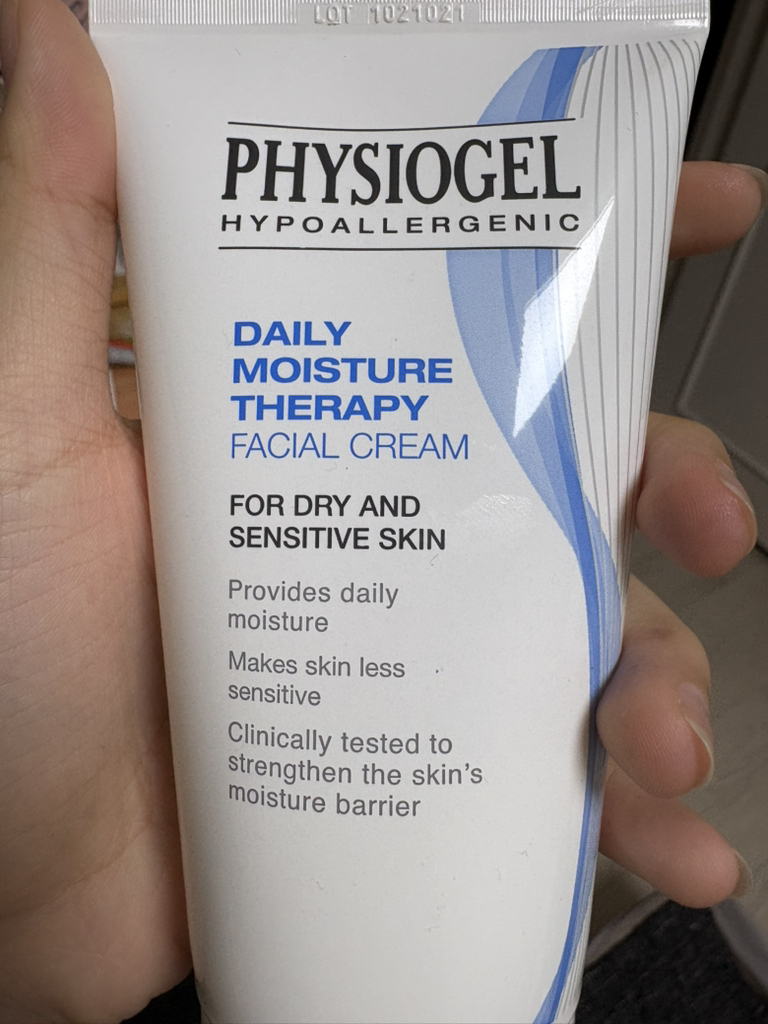 LOT 1021021
PHYSIOGEL
HYPOALLERGENIC
DAILY
MOISTURE
THERAPY
FACIAL CREAM
FOR DRY AND
SENSITIVE SKIN
Provides daily
moisture
Makes skin less
sensitive
Clinically tested to
strengthen the skin's
moisture barrier